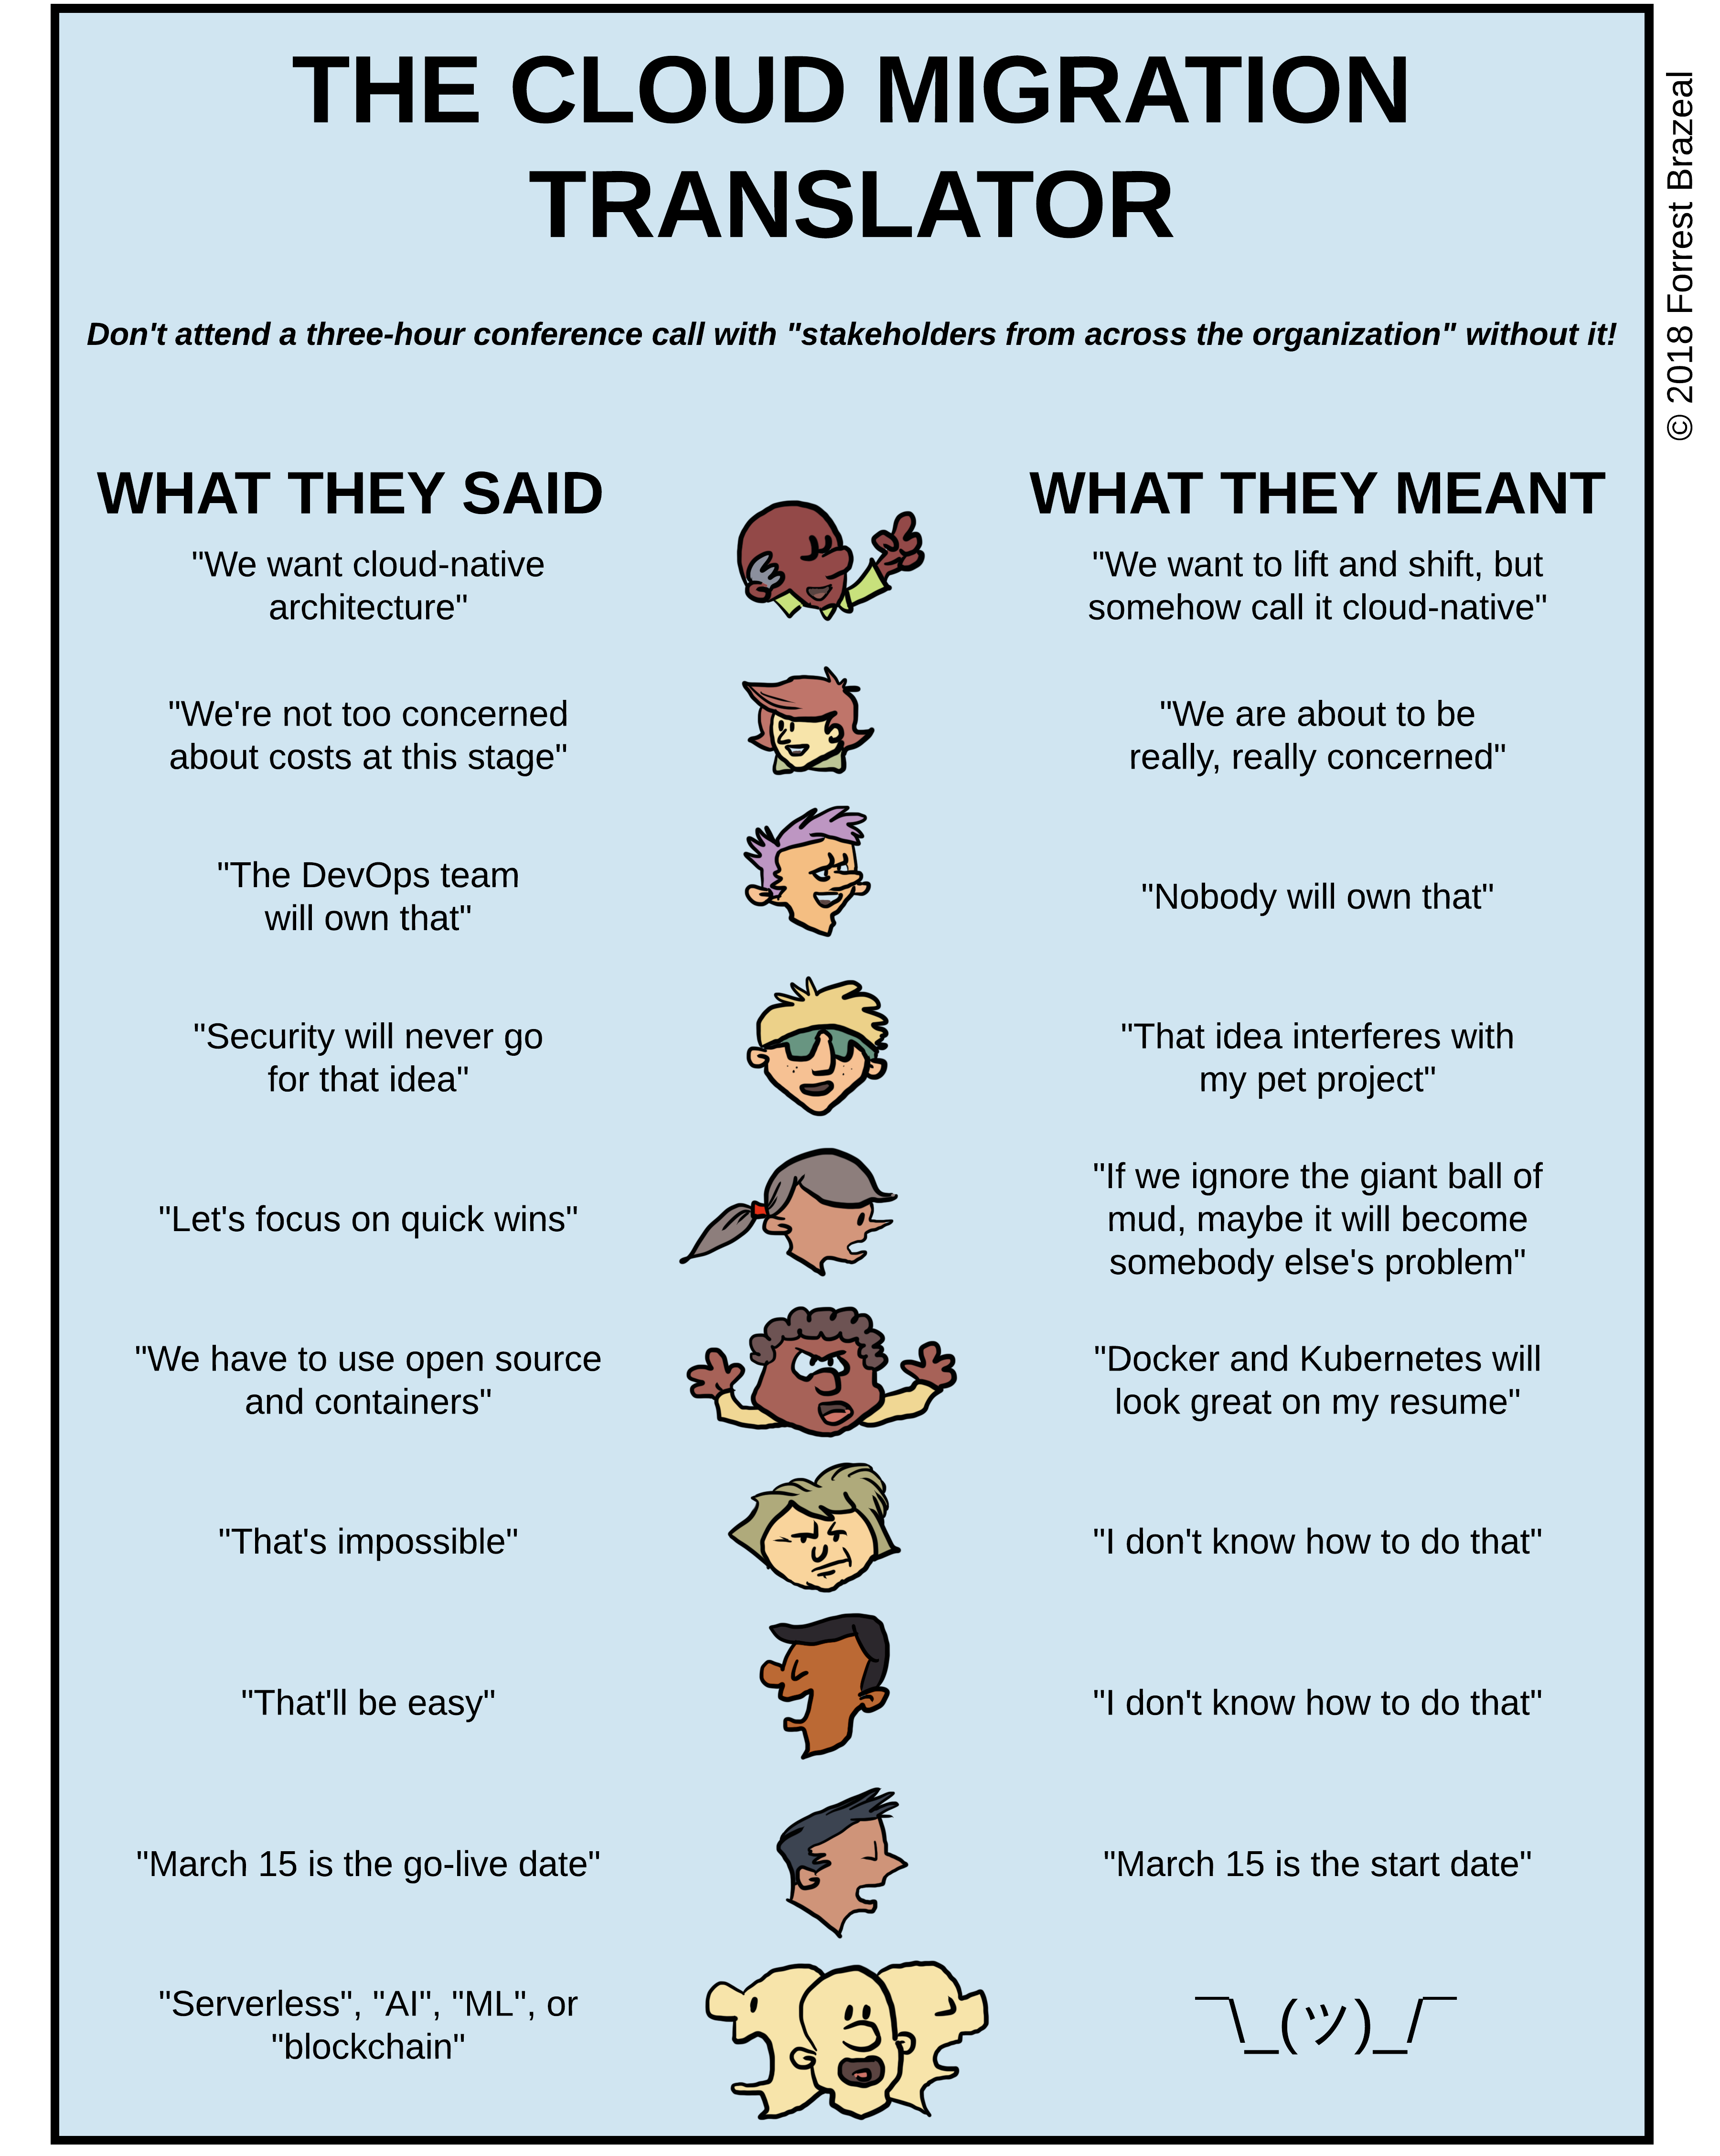 THE CLOUD MIGRATION
TRANSLATOR
© 2018 Forrest Brazeal
Don't attend a three-hour conference call with "stakeholders from across the organization" without it!
WHAT THEY SAID
WHAT THEY MEANT
"We want cloud-native
architecture"
"We want to lift and shift, but
somehow call it cloud-native"
"We're not too concerned
about costs at this stage"
"We are about to be
really, really concerned"
"The DevOps team
will own that"
"Nobody will own that"
"Security will never go
for that idea"
"That idea interferes with
my pet project"
"Let's focus on quick wins"
"If we ignore the giant ball of
mud, maybe it will become
somebody else's problem"
"We have to use open source
and containers"
"Docker and Kubernetes will
look great on my resume"
"That's impossible"
"I don't know how to do that"
"That'll be easy"
"I don't know how to do that"
"March 15 is the go-live date"
"March 15 is the start date"
"Serverless", "AI", "ML", or
"blockchain"
¯\_(ツ)_/¯